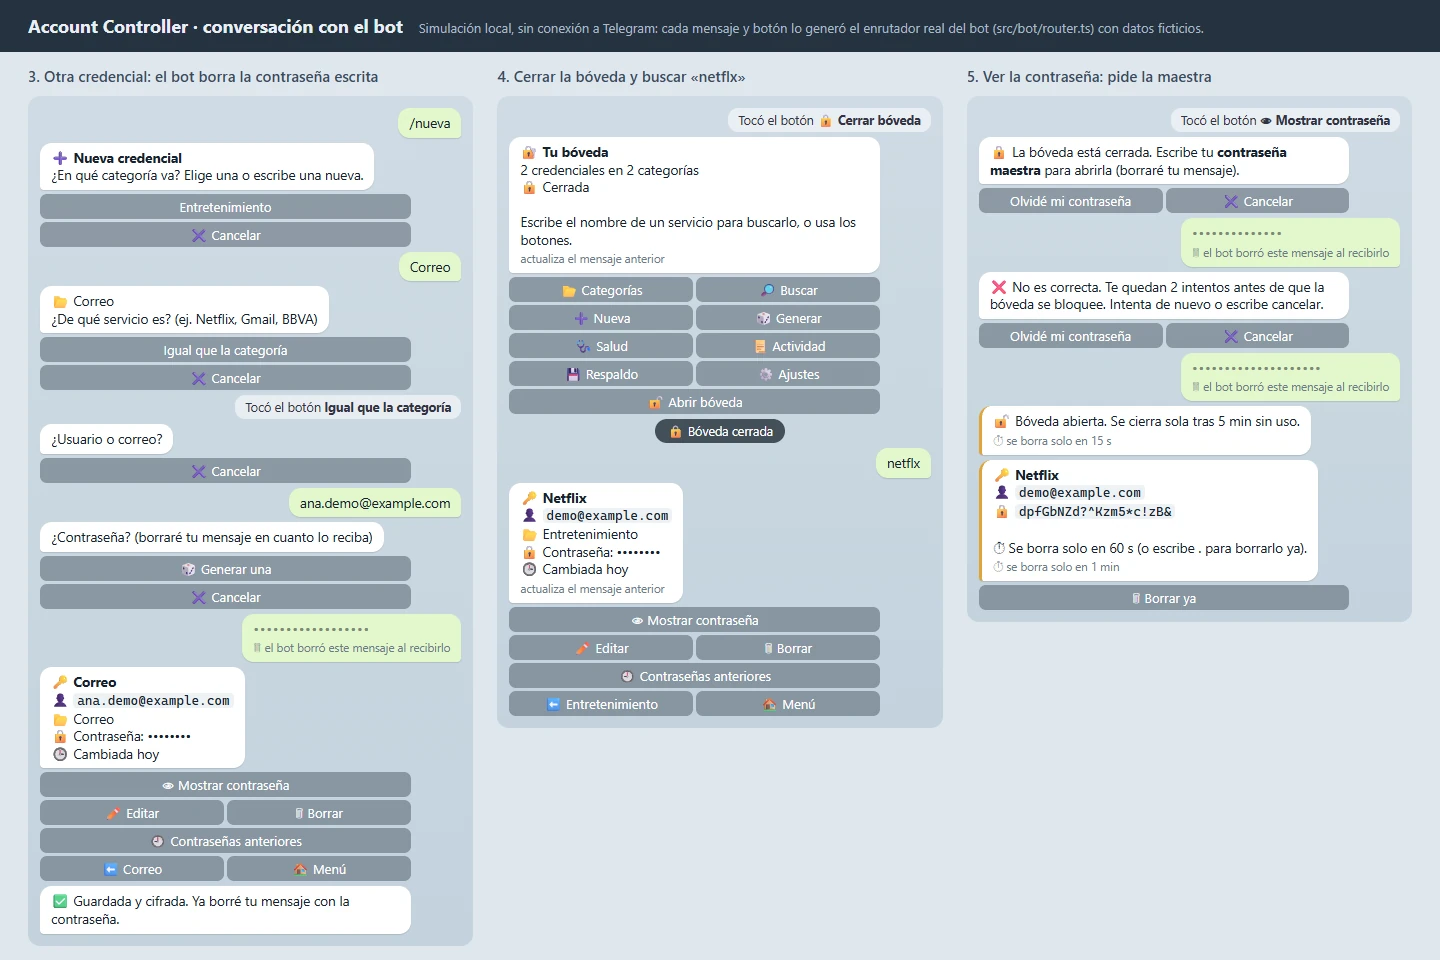 Account Controller · conversación con el bot
Simulación local, sin conexión a Telegram: cada mensaje y botón lo generó el enrutador real del bot (src/bot/router.ts) con datos ficticios.
3. Otra credencial: el bot borra la contraseña escrita
/nueva
Nueva credencial
¿En qué categoría va? Elige una o escribe una nueva.
Entretenimiento
Cancelar
Correo
Correo
¿De qué servicio es? (ej. Netflix, Gmail, BBVA)
Igual que la categoría
Cancelar
Tocó el botón Igual que la categoría
¿Usuario o correo?
Cancelar
ana.demo@example.com
¿Contraseña? (borraré tu mensaje en cuanto lo reciba)
Generar una
Cancelar
••••••••••••••••••
el bot borró este mensaje al recibirlo
Correo
ana.demo@example.com
Correo
Contraseña: ••••••••
Cambiada hoy
Mostrar contraseña
Editar
Borrar
Contraseñas anteriores
Correo
Menú
Guardada y cifrada. Ya borré tu mensaje con la
contraseña.
4. Cerrar la bóveda y buscar «netflx»
Tocó el botón 🔒 Cerrar bóveda
Tu bóveda
2 credenciales en 2 categorías
Cerrada
Escribe el nombre de un servicio para buscarlo, o usa los
botones.
actualiza el mensaje anterior
Categorías
Buscar
Nueva
Generar
Salud
Actividad
Respaldo
Ajustes
Abrir bóveda
Bóveda cerrada
netflx
Netflix
demo@example.com
Entretenimiento
Contraseña: ••••••••
Cambiada hoy
actualiza el mensaje anterior
Mostrar contraseña
Editar
Borrar
Contraseñas anteriores
Entretenimiento
Menú
5. Ver la contraseña: pide la maestra
Tocó el botón 👁 Mostrar contraseña
La bóveda está cerrada. Escribe tu contraseña
maestra para abrirla (borraré tu mensaje).
Olvidé mi contraseña
Cancelar
••••••••••••••
el bot borró este mensaje al recibirlo
No es correcta. Te quedan 2 intentos antes de que la
bóveda se bloquee. Intenta de nuevo o escribe cancelar.
Olvidé mi contraseña
Cancelar
••••••••••••••••••••
el bot borró este mensaje al recibirlo
Bóveda abierta. Se cierra sola tras 5 min sin uso.
se borra solo en 15 s
Netflix
demo@example.com
dpfGbNZd?^Kzm5*c!zB&
Se borra solo en 60 s (o escribe . para borrarlo ya).
se borra solo en 1 min
Borrar ya